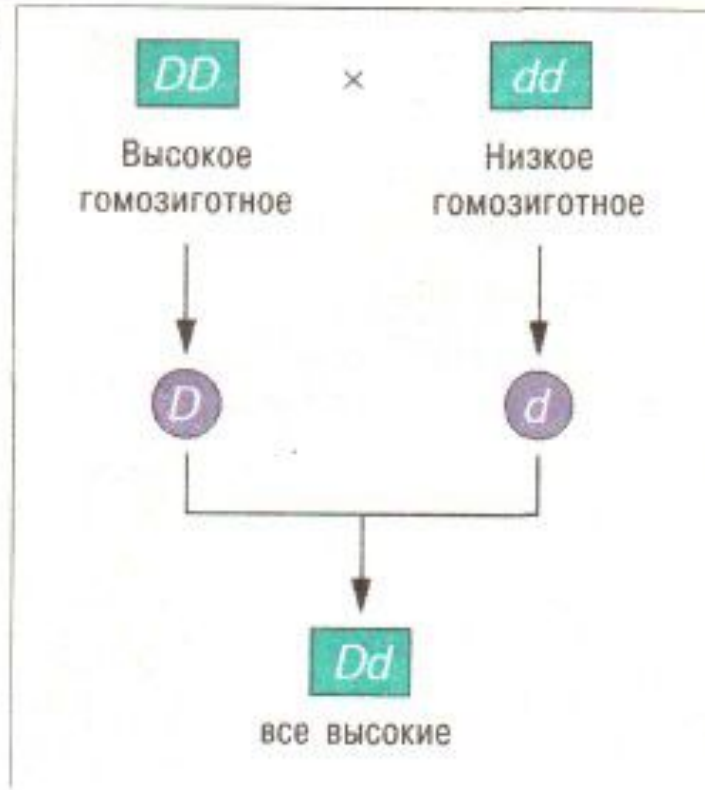 DD × dd
Высокое гомозиготное
Низкое гомозиготное
D d
Dd
все высокие